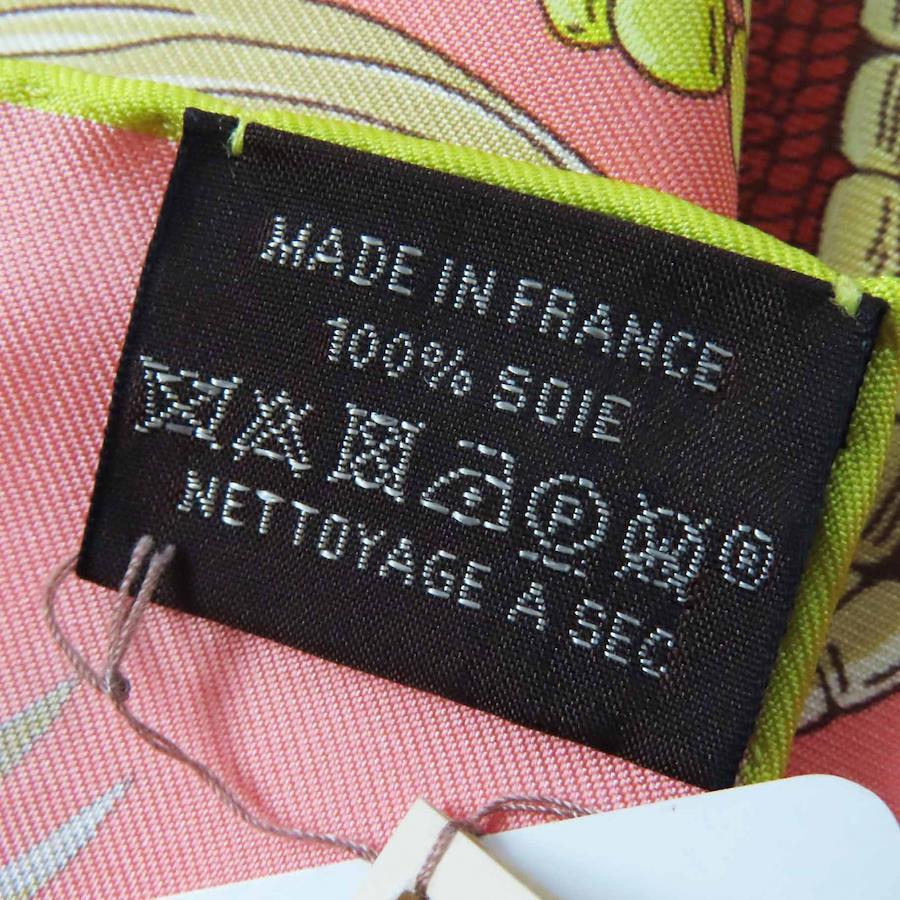 MADE IN FRANCE
100% SOIE
P ®
NETTOYAGE A SEC